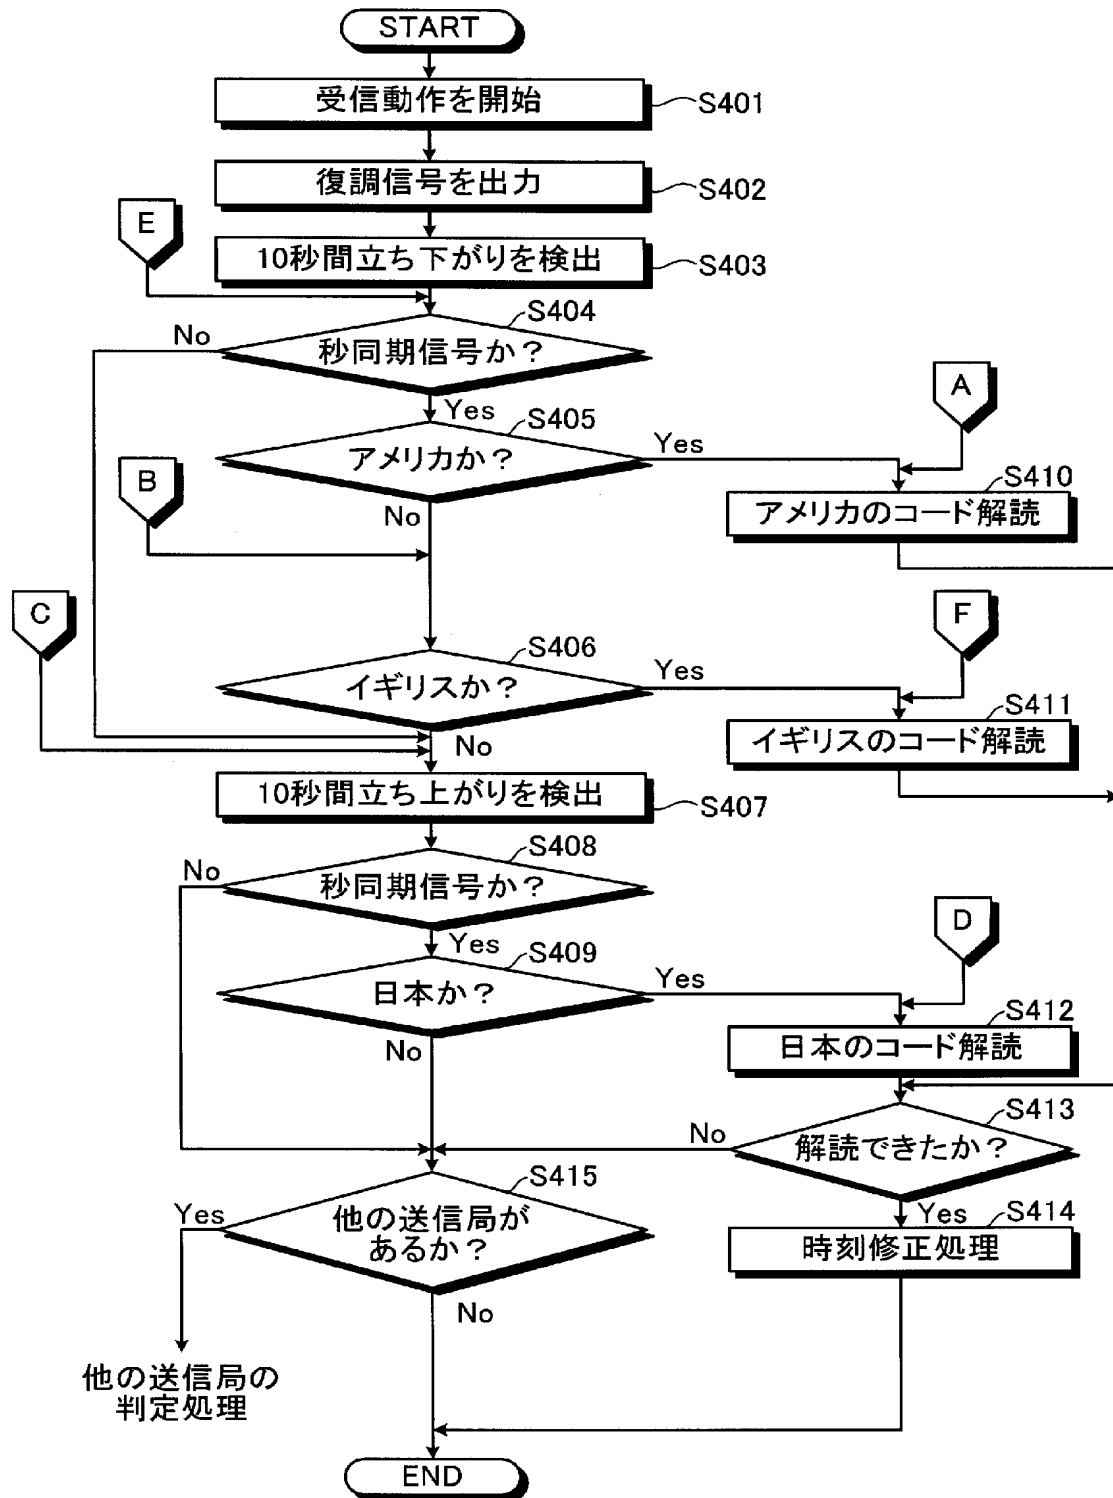 START
受信動作を開始
S401
復調信号を出力
S402
E
10秒間立ち下がりを検出
S403
S404
No
秒同期信号か？
Yes
S405
アメリカか？
Yes
A
B
No
S410
アメリカのコード解読
C
F
S406
イギリスか？
Yes
S411
No
イギリスのコード解読
10秒間立ち上がりを検出
S407
S408
No
秒同期信号か？
Yes
S409
日本か？
Yes
D
No
S412
日本のコード解読
S413
No
解読できたか？
S415
Yes
他の送信局が
あるか？
Yes
S414
時刻修正処理
No
他の送信局の
判定処理
END